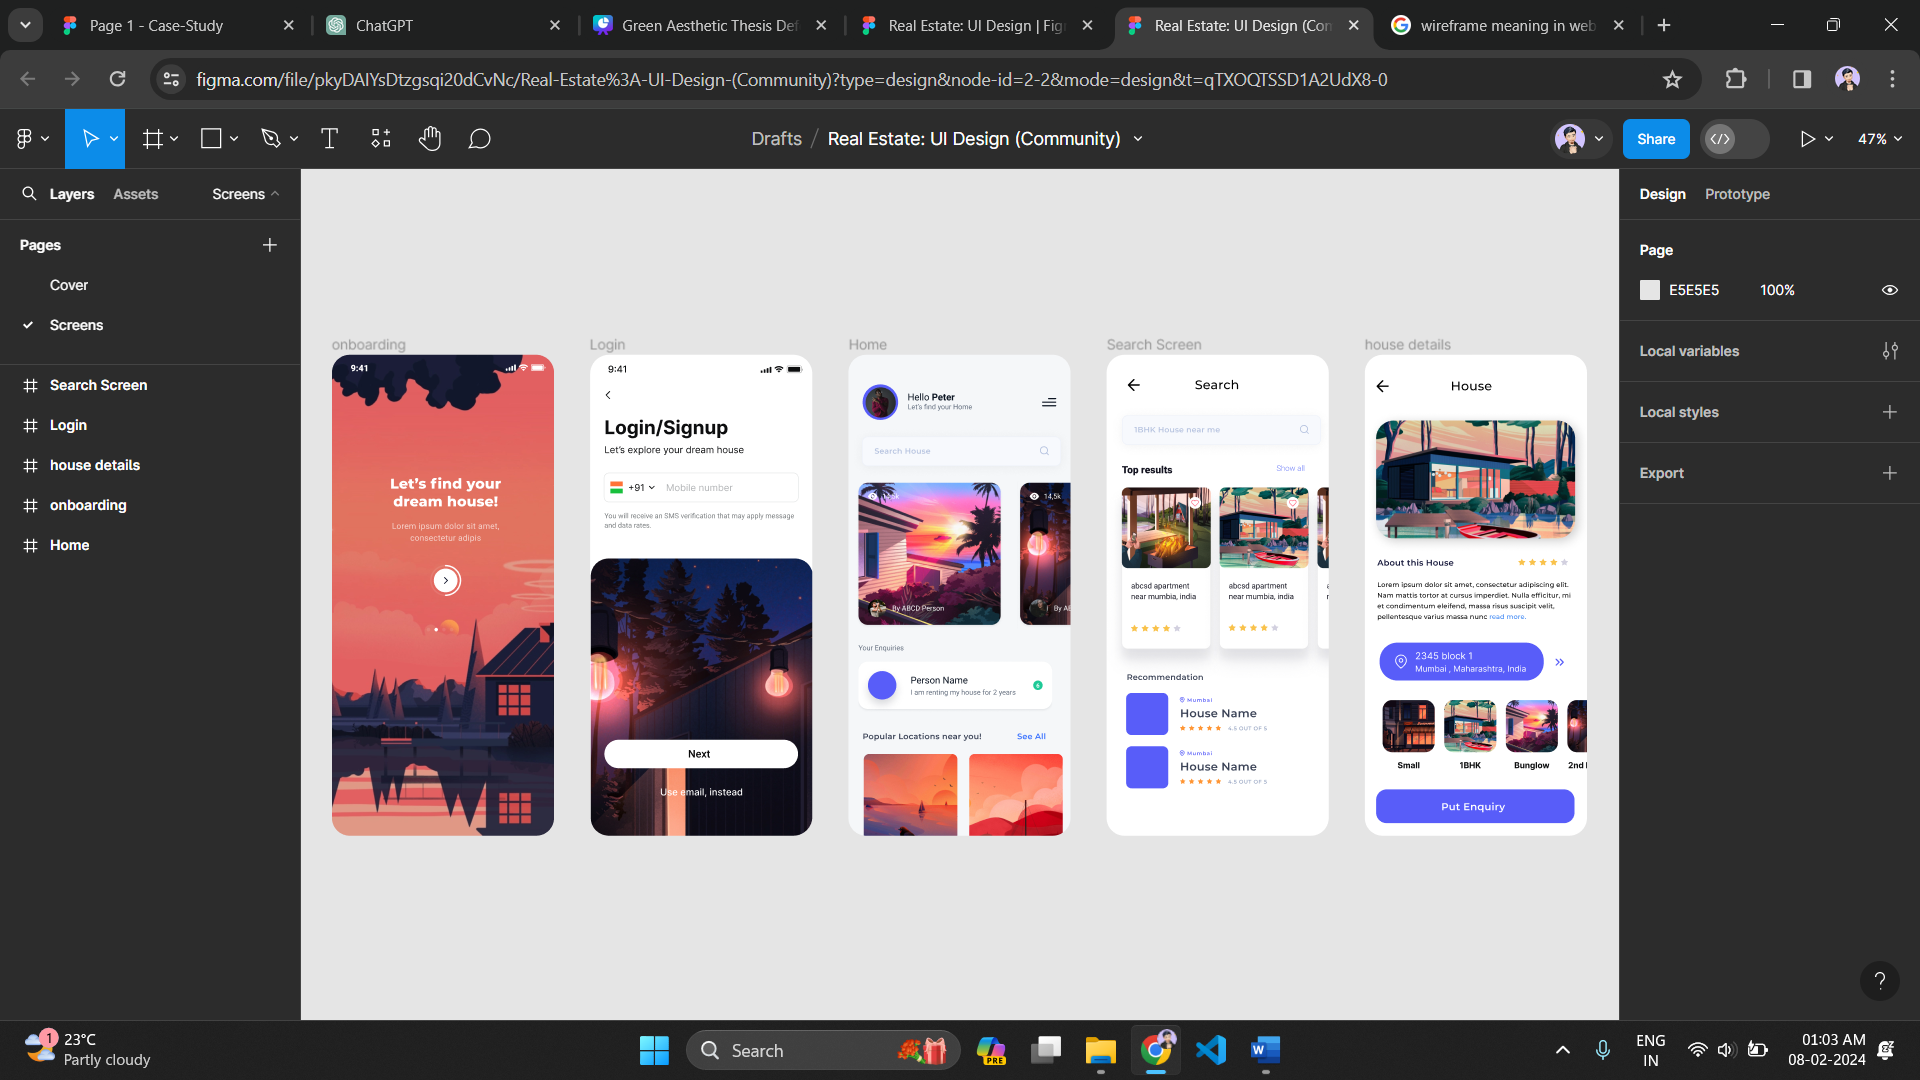 Page 1 - Case-Study
ChatGPT
Green Aesthetic Thesis Def
Real Estate: UI Design | Fig
Real Estate: UI Design (Con
wireframe meaning in web
figma.com/file/pkyDAIYsDtzgsqi20dCvNc/Real-Estate%3A-UI-Design-(Community)?type=design&node-id=2-2&mode=design&t=qTXOQTSSD1A2UdX8-0
Drafts / Real Estate: UI Design (Community)
Share
47%
Layers
Assets
Screens
Pages
Cover
Screens
Search Screen
Login
house details
onboarding
Home
onboarding
9:41
Let's find your
dream house!
Lorem ipsum dolor sit amet,
consectetur adipis
Login
9:41
Login/Signup
Let's explore your dream house
+91
Mobile number
You will receive an SMS verification that may apply message
and data rates.
Next
Use email, instead
Home
Hello Peter
Let's find your Home
Search House
14,5k
By ABCD Person
By AB
Your Enquiries
Person Name
I am renting my house for 2 years
6
Popular Locations near you!
See All
Search Screen
Search
1BHK House near me
Top results
Show all
abcsd apartment
near mumbia, india
abcsd apartment
near mumbia, india
Recommendation
Mumbai
House Name
4.5 OUT OF 5
Mumbai
House Name
4.5 OUT OF 5
house details
House
About this House
Lorem ipsum dolor sit amet, consectetur adipiscing elit.
Nam mattis tortor at cursus imperdiet. Nulla efficitur, mi
et condimentum eleifend, massa risus suscipit velit,
pellentesque varius massa nunc read more.
2345 block 1
Mumbai , Maharashtra, India
Small
1BHK
Bunglow
2nd
Put Enquiry
Design
Prototype
Page
E5E5E5
100%
Local variables
Local styles
Export
?
1
23°C
Partly cloudy
Search
PRE
W
ENG
IN
01:03 AM
08-02-2024